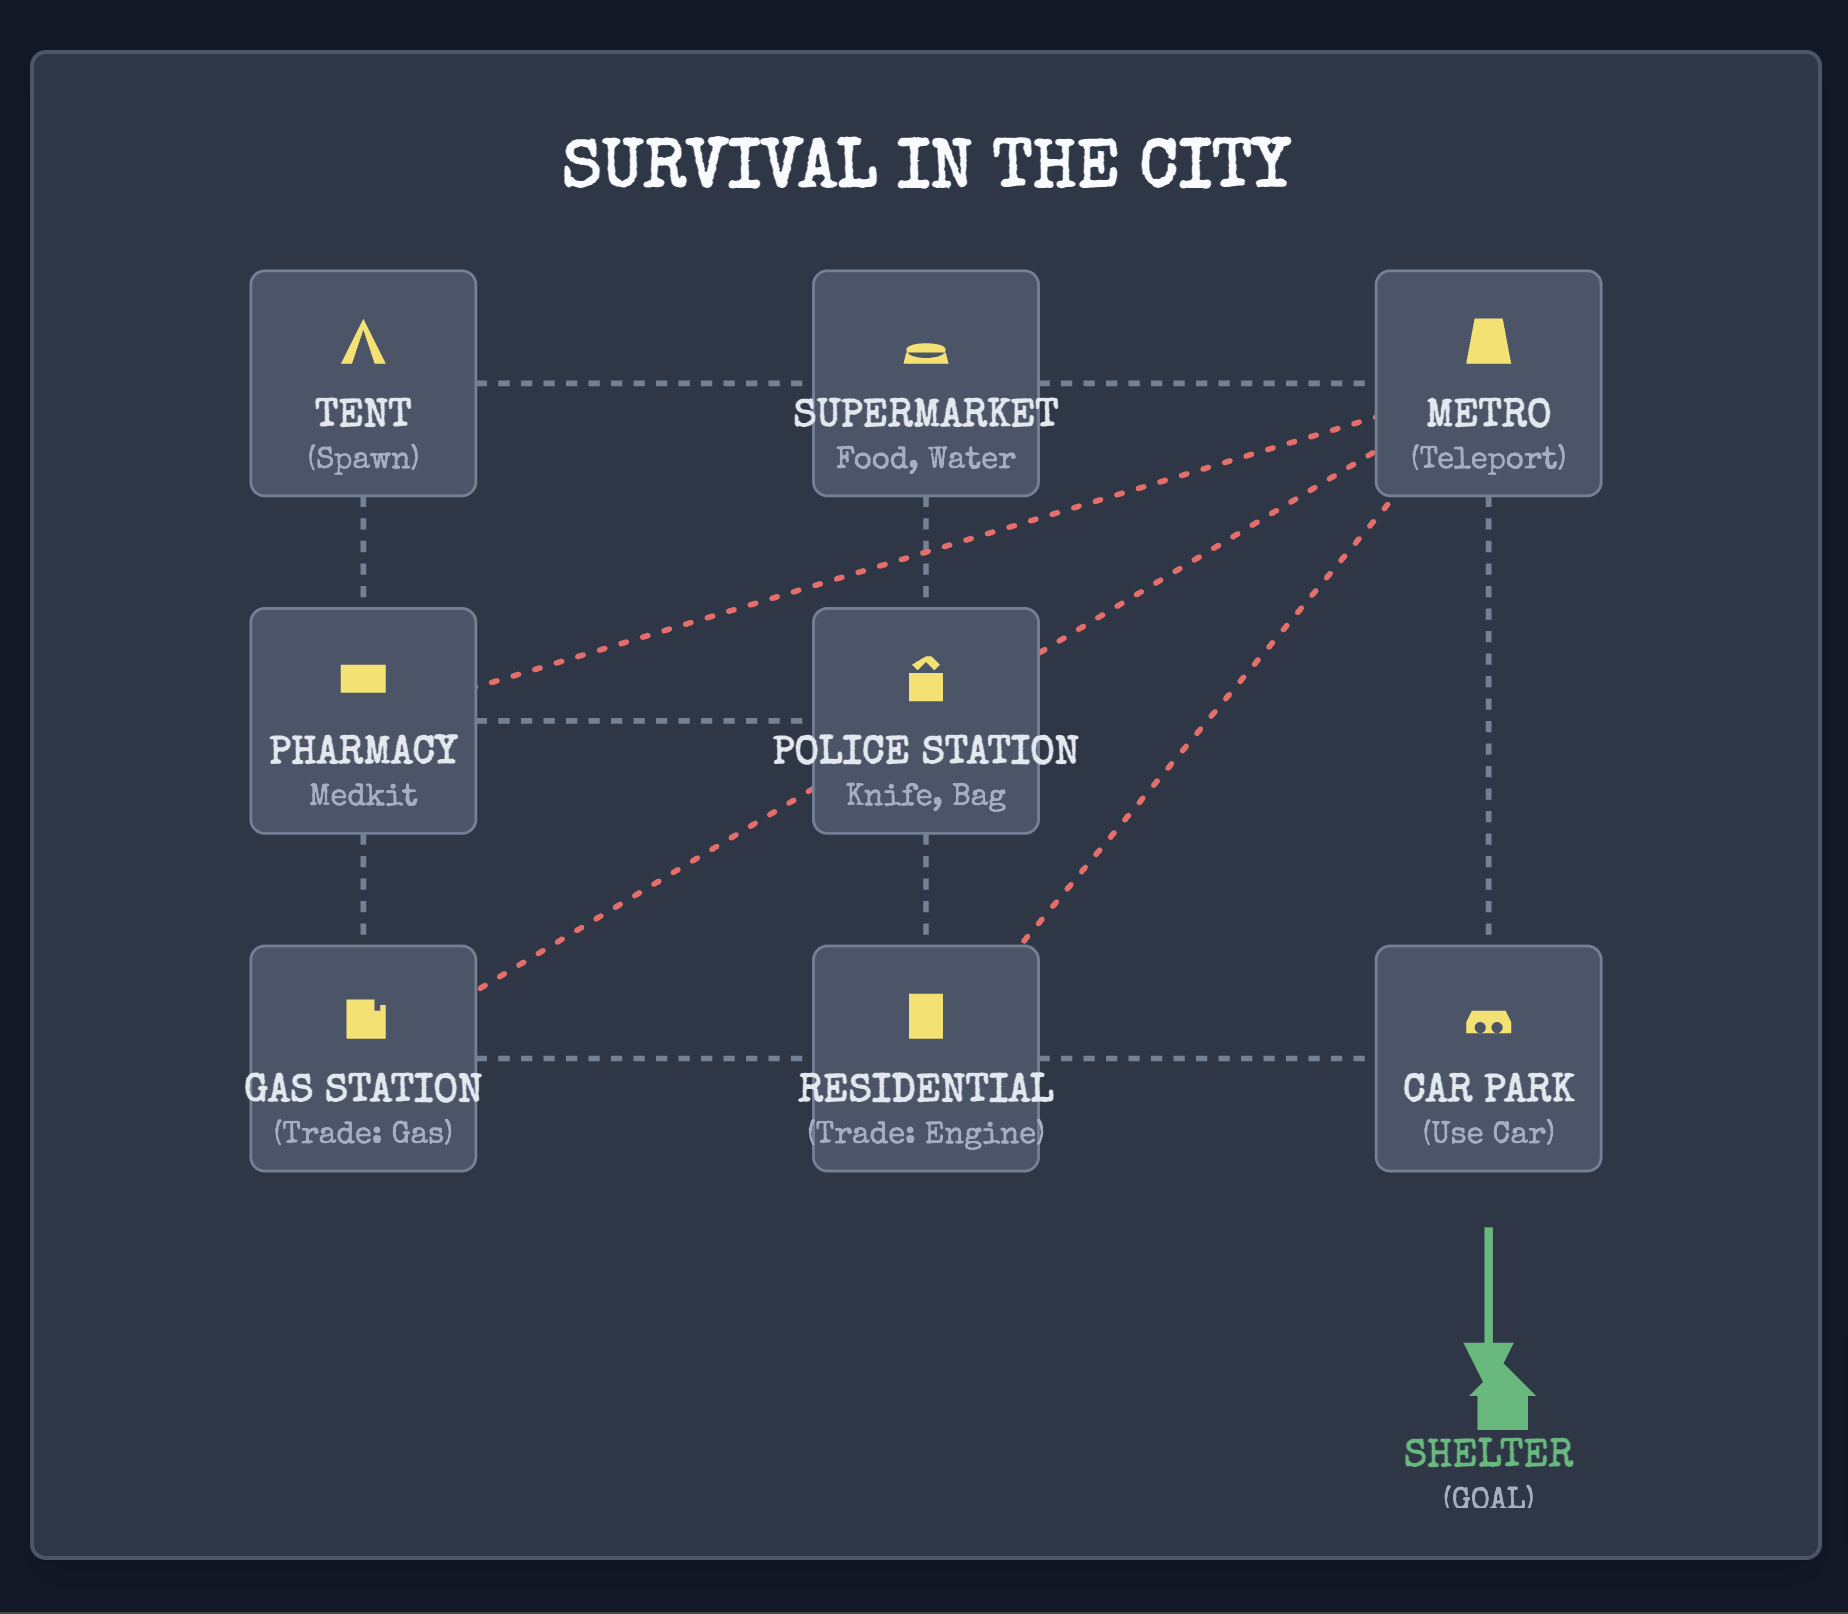 SURVIVAL IN THE CITY
TENT
(Spawn)
SUPERMARKET
Food, Water
METRO
(Teleport)
PHARMACY
Medkit
POLICE STATION
Knife, Bag
GAS STATION
(Trade: Gas)
RESIDENTIAL
(Trade: Engine)
CAR PARK
(Use Car)
SHELTER
(GOAL)